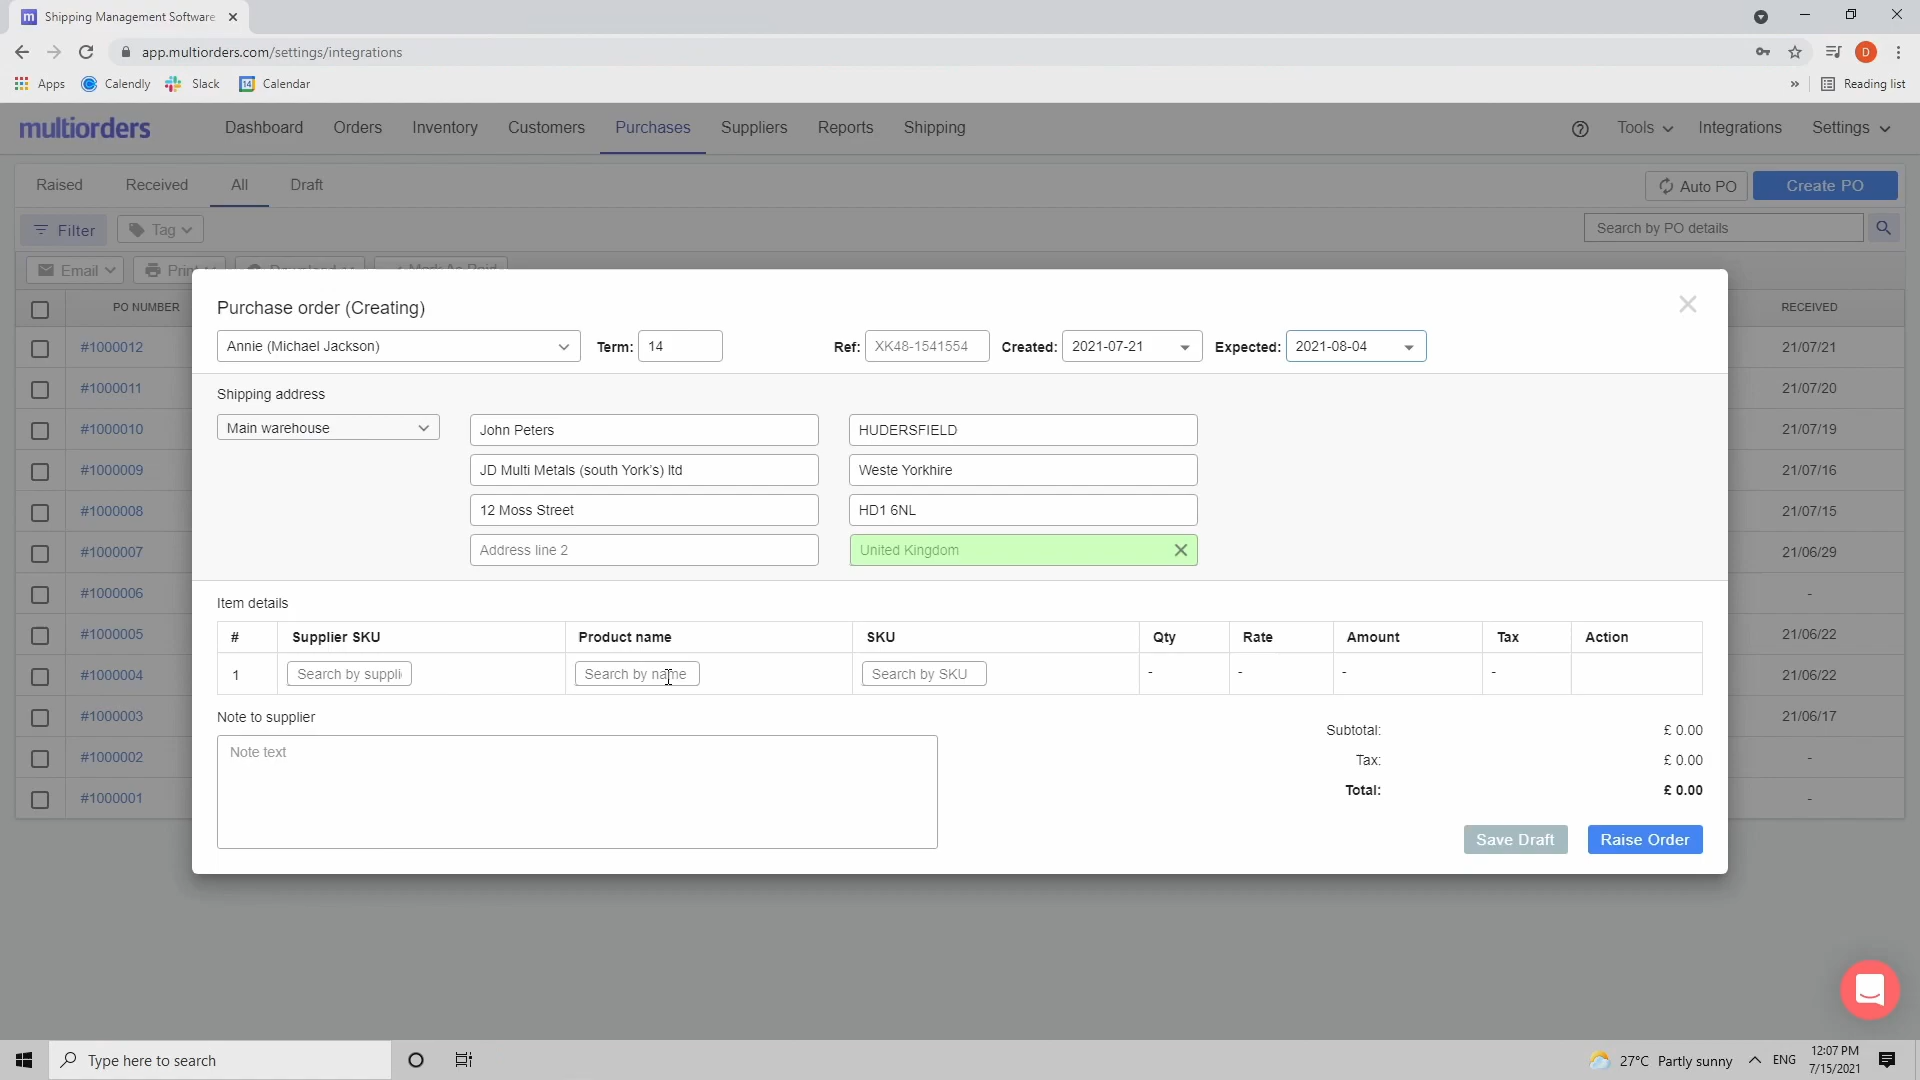 m Shipping Management Software
app.multiorders.com/settings/integrations
D
Apps Calendly Slack 14 Calendar » Reading list
multiorders Dashboard Orders Inventory Customers Purchases Suppliers Reports Shipping ? Tools Integrations Settings
Raised Received All Draft Auto PO Create PO
Filter Tag Search by PO details
Email
PO NUMBER RECEIVED
Purchase order (Creating)
Annie (Michael Jackson) Term: 14 Ref: XK48-1541554 Created: 2021-07-21 Expected: 2021-08-04
#1000012 21/07/21
#1000011 21/07/20
Shipping address
Main warehouse John Peters HUDERSFIELD
#1000010 21/07/19
JD Multi Metals (south York's) ltd Weste Yorkhire
#1000009 21/07/16
12 Moss Street HD1 6NL
#1000008 21/07/15
Address line 2 United Kingdom
#1000007 21/06/29
#1000006 -
Item details
#1000005 21/06/22
# Supplier SKU Product name SKU Qty Rate Amount Tax Action
1 Search by suppli Search by name Search by SKU - - - -
#1000004 21/06/22
#1000003 21/06/17
Note to supplier
Note text
Subtotal: £ 0.00
#1000002 -
Tax: £ 0.00
Total: £ 0.00
#1000001 -
Save Draft Raise Order
Type here to search
27°C Partly sunny ENG 12:07 PM
7/15/2021